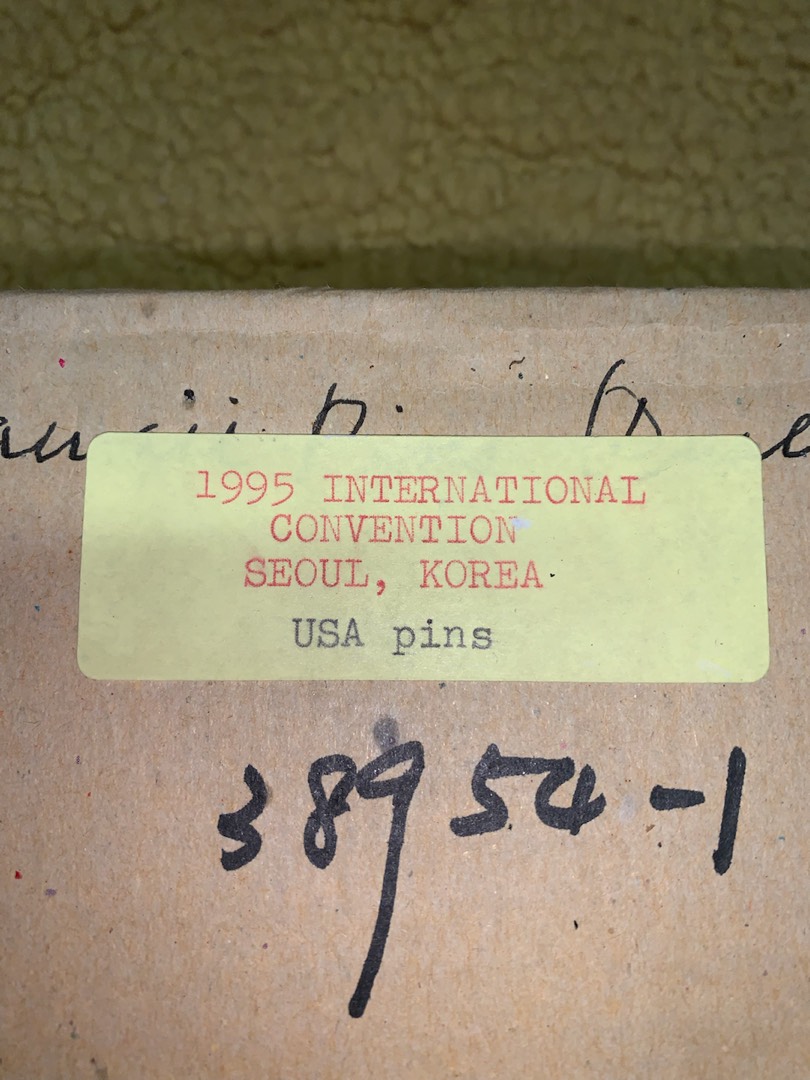 1995 INTERNATIONAL
CONVENTION
SEOUL, KOREA
USA pins
38954-1